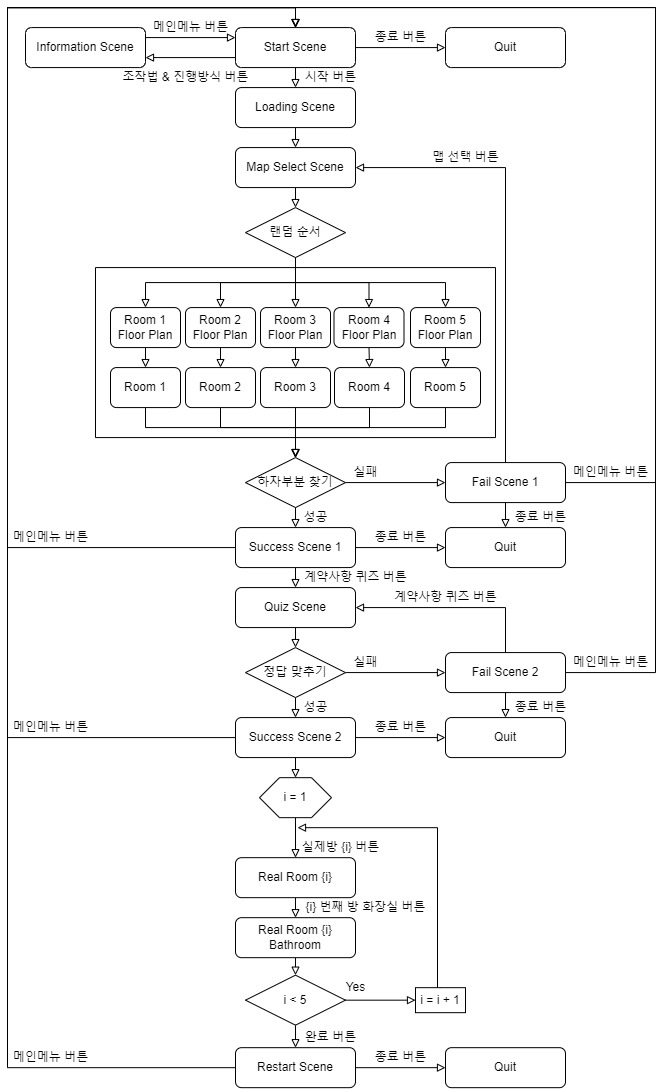 메인메뉴 버튼
종료 버튼
Information Scene
Start Scene
Quit
조작법 & 진행방식 버튼
시작 버튼
Loading Scene
맵 선택 버튼
Map Select Scene
랜덤 순서
Room 1
Floor Plan
Room 2
Floor Plan
Room 3
Floor Plan
Room 4
Floor Plan
Room 5
Floor Plan
Room 1
Room 2
Room 3
Room 4
Room 5
하자부분 찾기
실패
Fail Scene 1
메인메뉴 버튼
성공
종료 버튼
메인메뉴 버튼
Success Scene 1
종료 버튼
Quit
계약사항 퀴즈 버튼
Quiz Scene
계약사항 퀴즈 버튼
정답 맞추기
실패
Fail Scene 2
메인메뉴 버튼
성공
종료 버튼
메인메뉴 버튼
Success Scene 2
종료 버튼
Quit
i = 1
실제방 {i} 버튼
Real Room {i}
{i} 번째 방 화장실 버튼
Real Room {i}
Bathroom
i < 5
Yes
i = i + 1
완료 버튼
메인메뉴 버튼
Restart Scene
종료 버튼
Quit